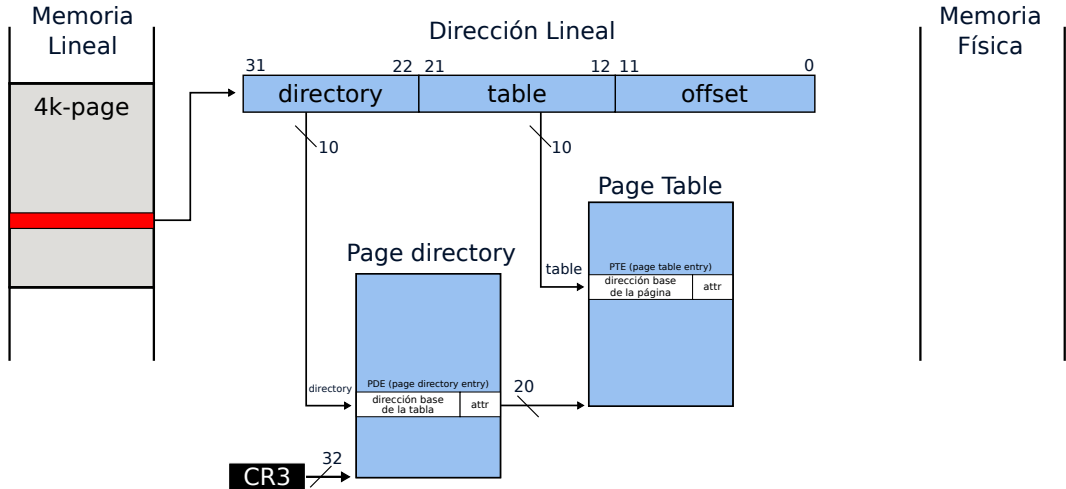 Memoria
Lineal
Dirección Lineal
Memoria
Física
31
22
21
12
11
0
4k-page
directory
table
offset
10
10
Page Table
Page directory
PTE (page table entry)
table
dirección base
de la página
attr
PDE (page directory entry)
directory
dirección base
de la tabla
attr
20
CR3
32